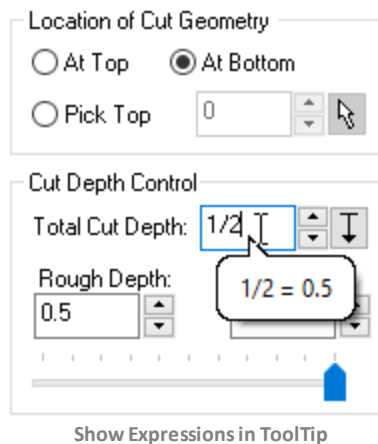 Location of Cut Geometry
At Top At Bottom
Pick Top 0
Cut Depth Control
Total Cut Depth: 1/2
Rough Depth:
1/2 = 0.5
0.5
Show Expressions in ToolTip